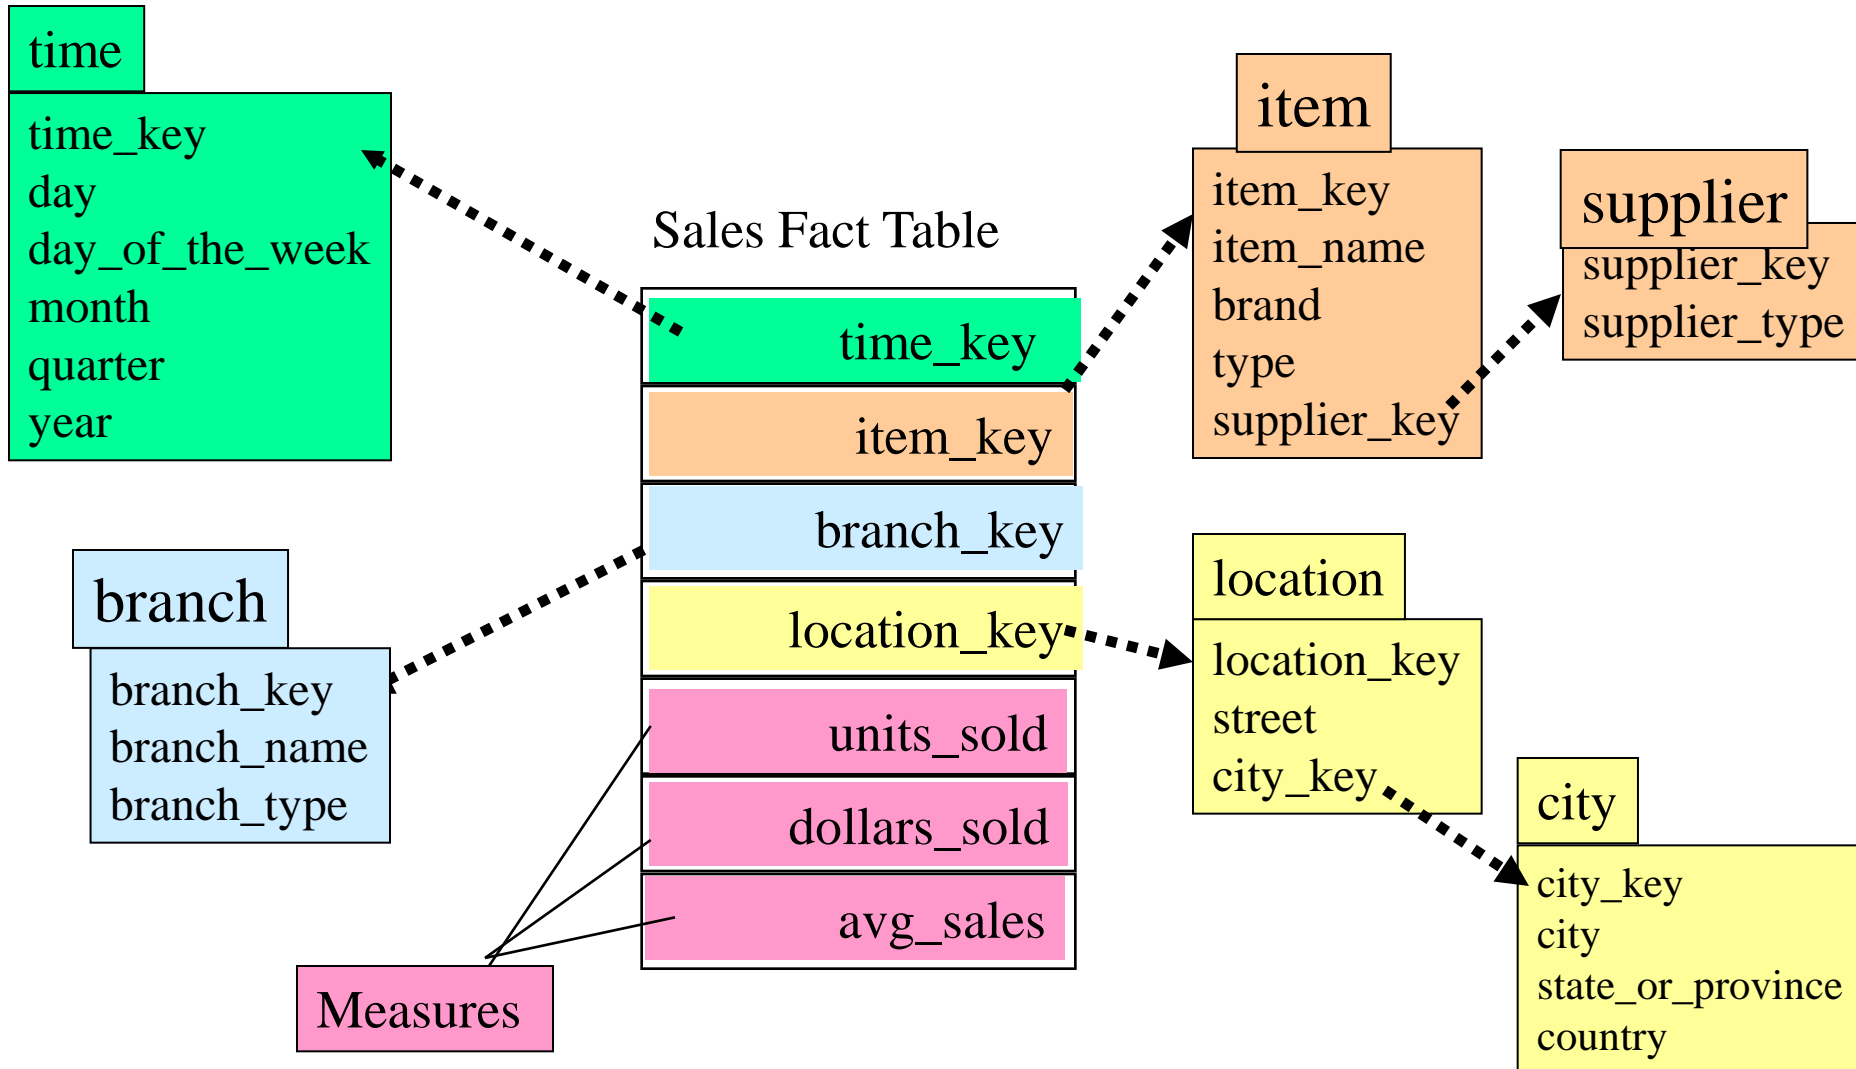 time
time_key
day
day_of_the_week
month
quarter
year
Sales Fact Table
time_key
item_key
branch_key
location_key
units_sold
dollars_sold
avg_sales
item
item_key
item_name
brand
type
supplier_key
supplier
supplier_key
supplier_type
branch
branch_key
branch_name
branch_type
location
location_key
street
city_key
city
city_key
city
state_or_province
country
Measures